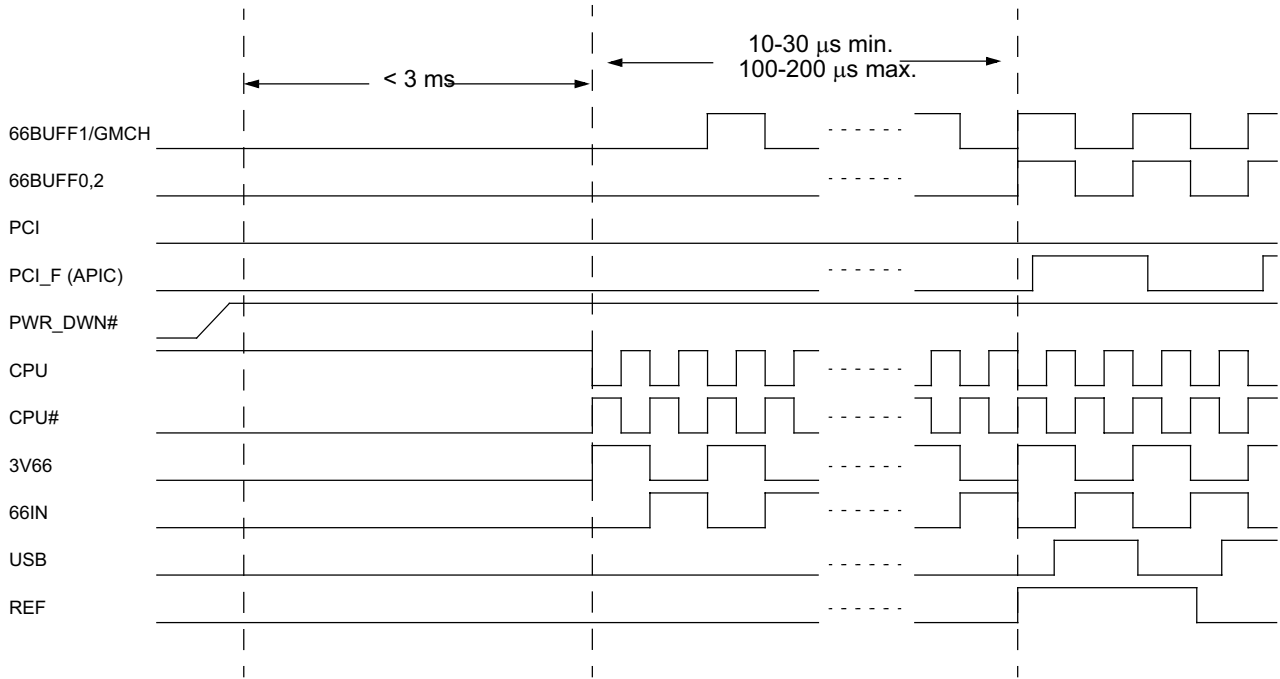 10-30 μs min.
100-200 μs max.
< 3 ms
66BUFF1/GMCH
66BUFF0,2
PCI
PCI_F (APIC)
PWR_DWN#
CPU
CPU#
3V66
66IN
USB
REF